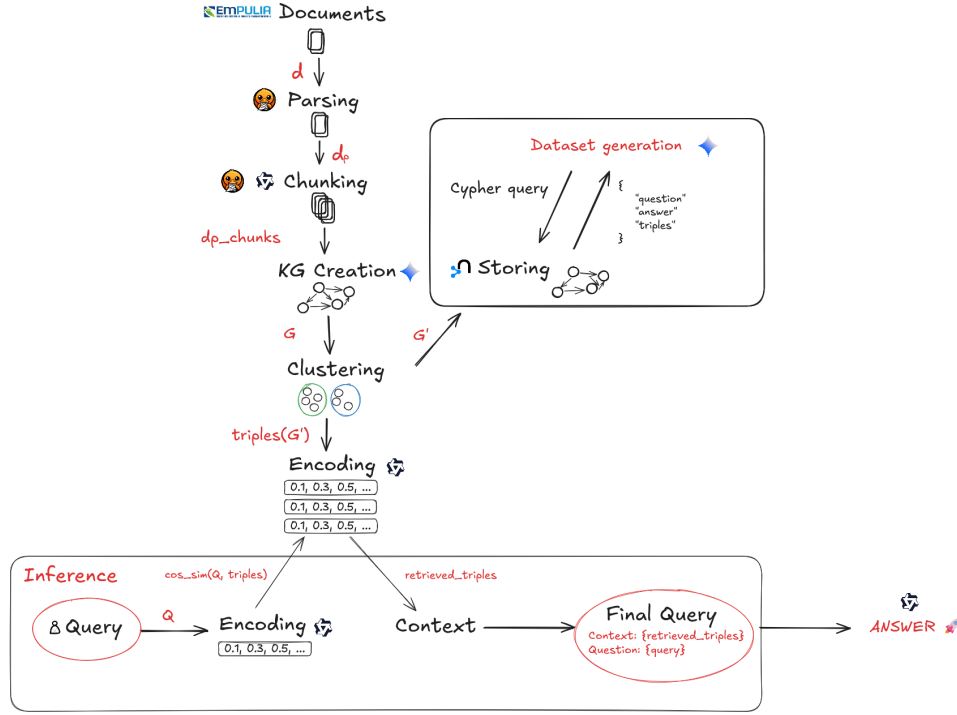 EMPULIA Documents
d
Parsing
dₚ
Chunking
dp_chunks
KG Creation
G
Clustering
G'
triples(G')
Encoding
0.1, 0.3, 0.5, ...
0.1, 0.3, 0.5, ...
0.1, 0.3, 0.5, ...
Dataset generation
Cypher query
{
"question"
"answer"
"triples"
}
Storing
Inference
cos_sim(Q, triples)
retrieved_triples
Query
Q
Encoding
0.1, 0.3, 0.5, ...
Context
Final Query
Context: {retrieved_triples}
Question: {query}
ANSWER